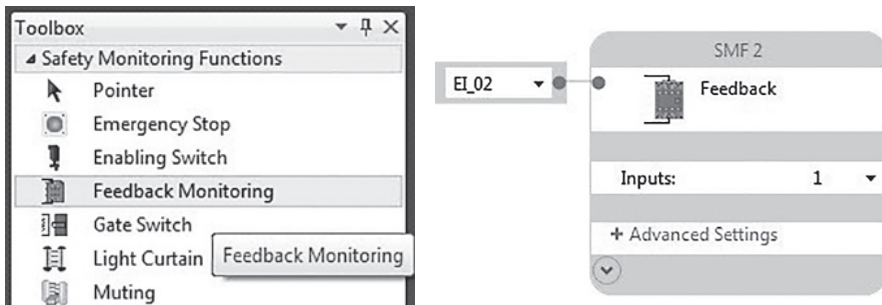 Toolbox
Safety Monitoring Functions
Pointer
Emergency Stop
Enabling Switch
Feedback Monitoring
Gate Switch
Light Curtain
Feedback Monitoring
Muting
SMF 2
EI_02
Feedback
Inputs: 1
+ Advanced Settings